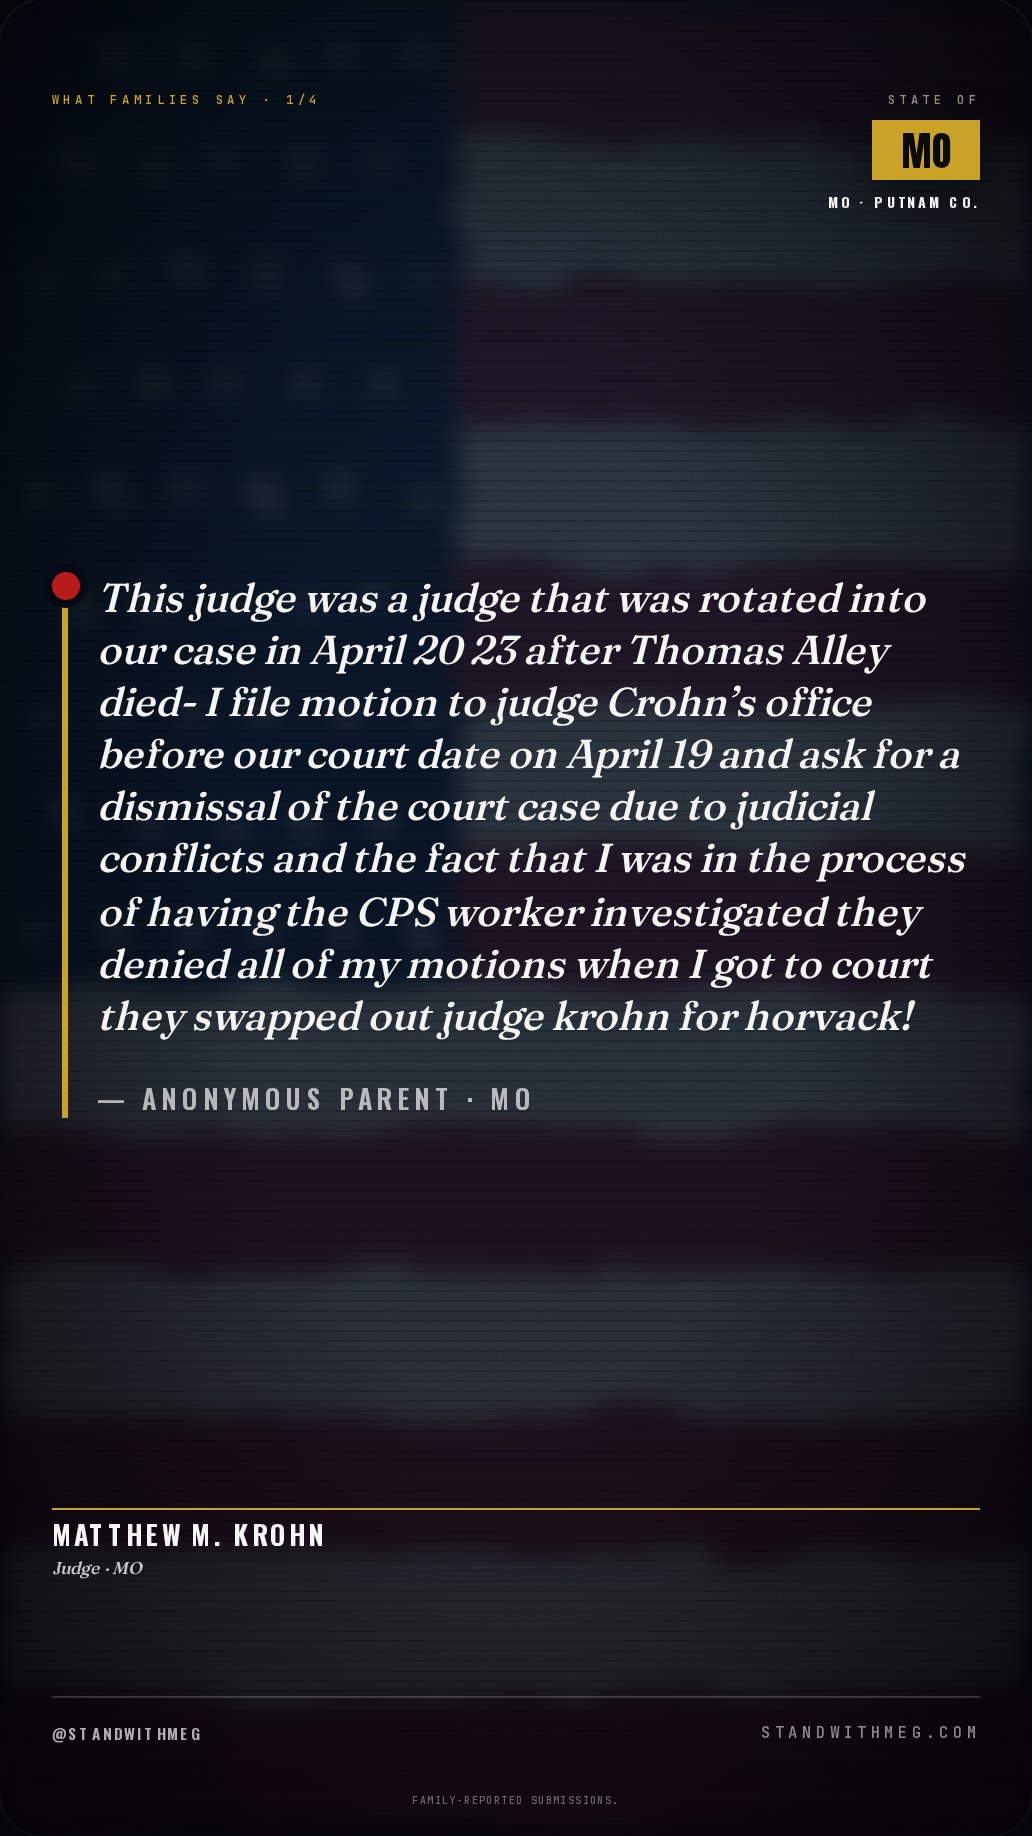 WHAT FAMILIES SAY · 1/4
STATE OF
MO
MO · PUTNAM CO.
This judge was a judge that was rotated into
our case in April 20 23 after Thomas Alley
died- I file motion to judge Crohn’s office
before our court date on April 19 and ask for a
dismissal of the court case due to judicial
conflicts and the fact that I was in the process
of having the CPS worker investigated they
denied all of my motions when I got to court
they swapped out judge krohn for horvack!
— ANONYMOUS PARENT · MO
MATTHEW M. KROHN
Judge · MO
@STANDWITHMEG
STANDWITHMEG.COM
FAMILY-REPORTED SUBMISSIONS.